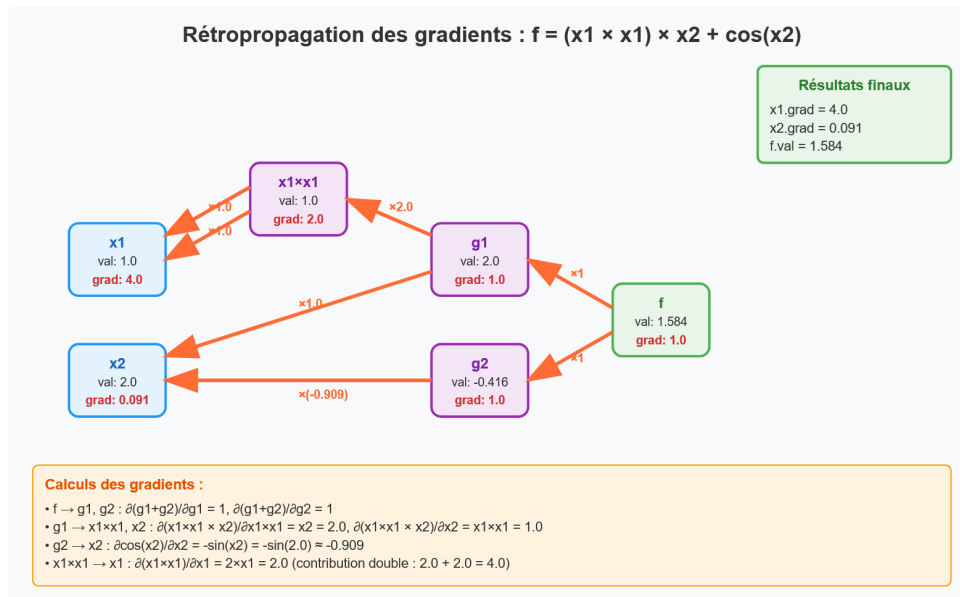 Rétropropagation des gradients : f = (x1 × x1) × x2 + cos(x2)
Résultats finaux
x1.grad = 4.0
x2.grad = 0.091
f.val = 1.584
x1×x1
val: 1.0
grad: 2.0
×1.0
×1.0
×2.0
x1
val: 1.0
grad: 4.0
g1
val: 2.0
grad: 1.0
×1
×1.0
f
val: 1.584
grad: 1.0
×1
x2
val: 2.0
grad: 0.091
×(-0.909)
g2
val: -0.416
grad: 1.0
Calculs des gradients :
• f → g1, g2 : ∂(g1+g2)/∂g1 = 1, ∂(g1+g2)/∂g2 = 1
• g1 → x1×x1, x2 : ∂(x1×x1 × x2)/∂x1×x1 = x2 = 2.0, ∂(x1×x1 × x2)/∂x2 = x1×x1 = 1.0
• g2 → x2 : ∂cos(x2)/∂x2 = -sin(x2) = -sin(2.0) ≈ -0.909
• x1×x1 → x1 : ∂(x1×x1)/∂x1 = 2×x1 = 2.0 (contribution double : 2.0 + 2.0 = 4.0)